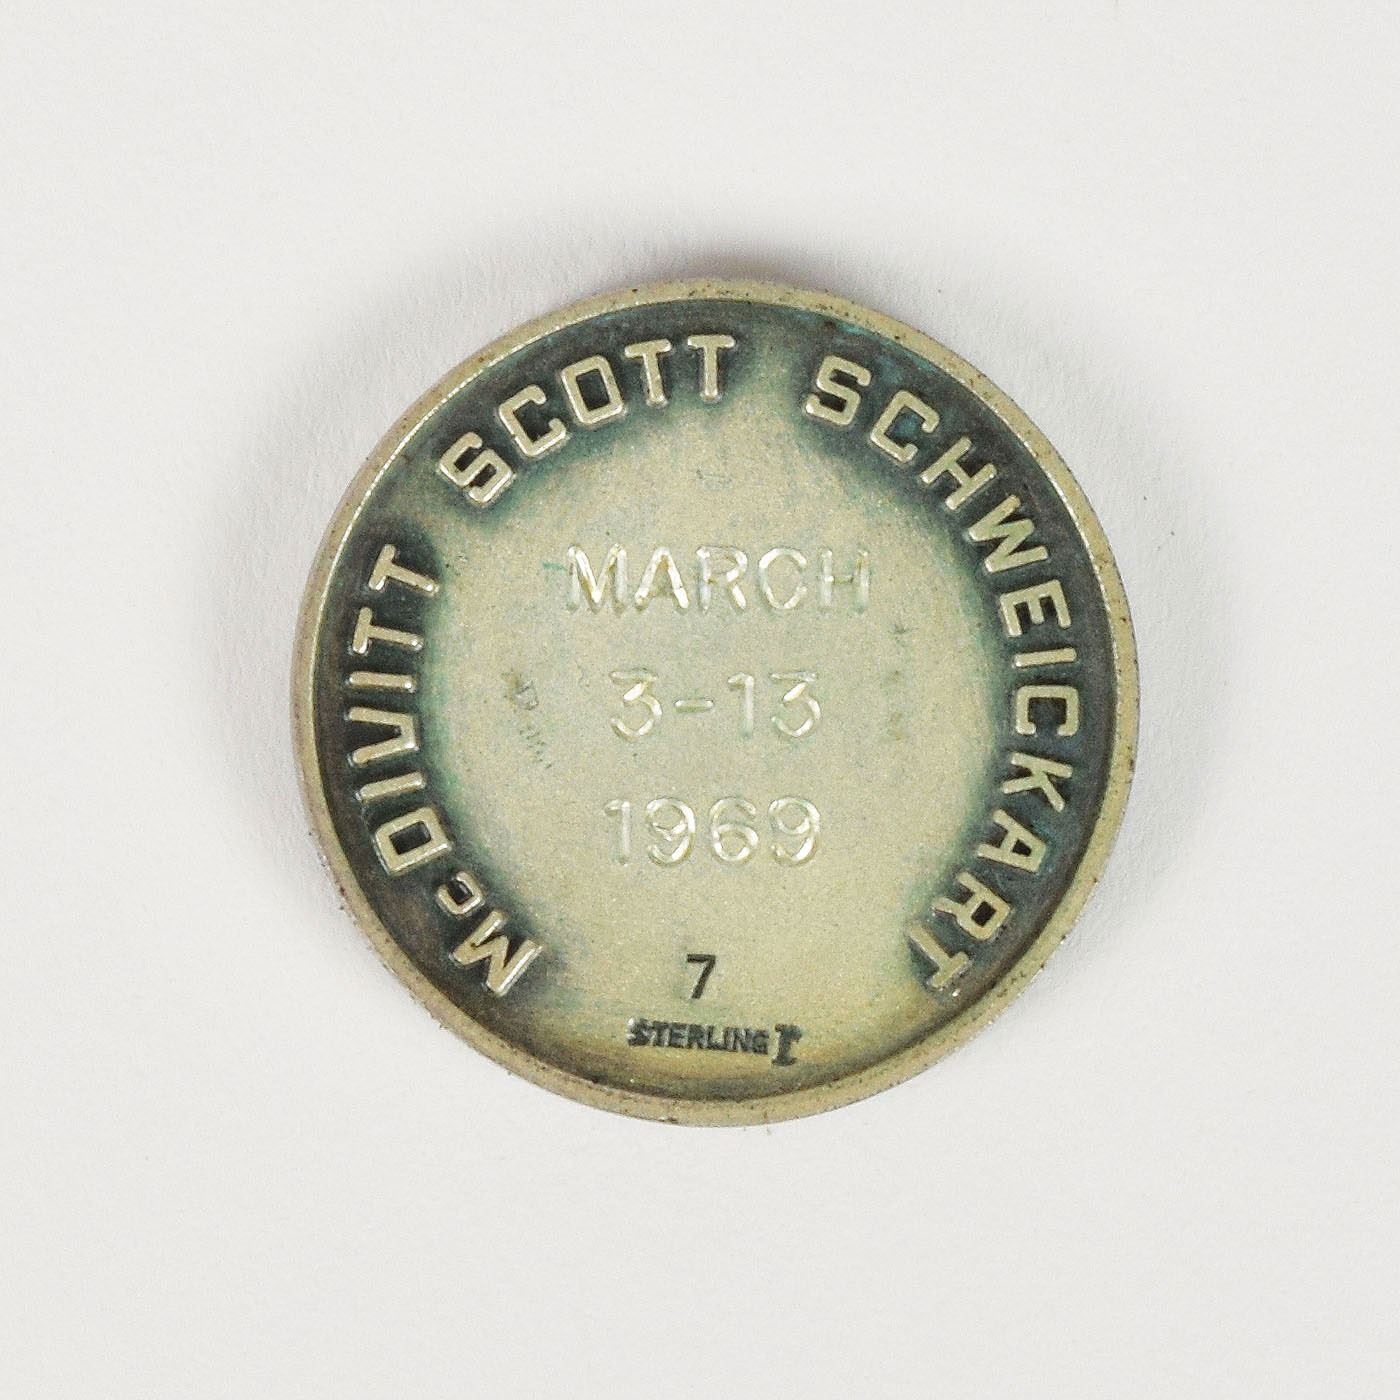 McDIVITT SCOTT SCHWEICKART
MARCH
3-13
1969
7
STERLING